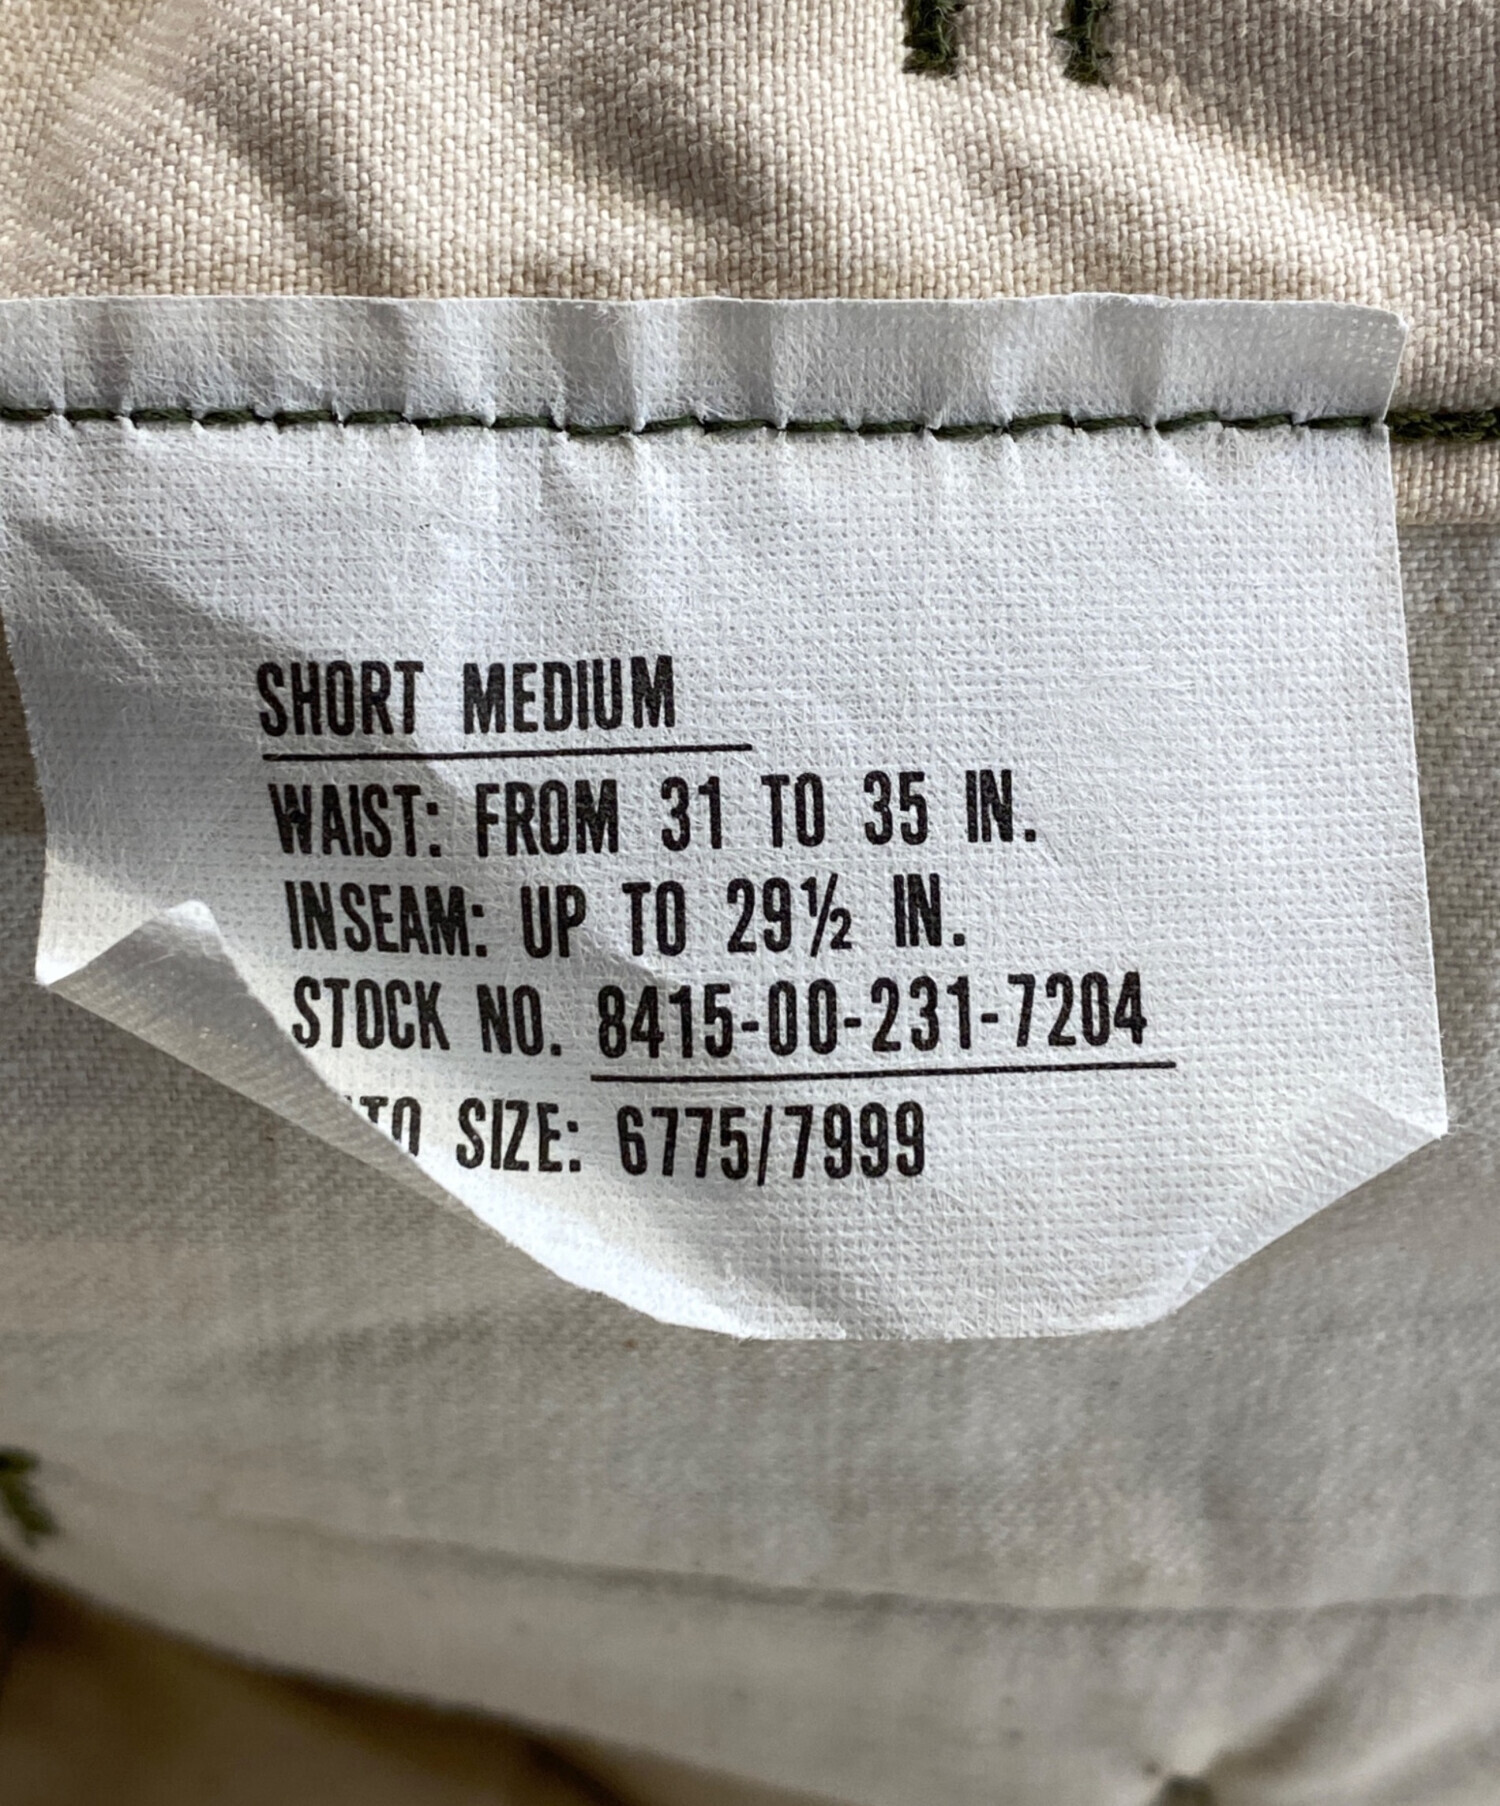 SHORT MEDIUM
WAIST: FROM 31 TO 35 IN.
INSEAM: UP TO 29½ IN.
STOCK NO. 8415-00-231-7204
SIZE: 6775/7999